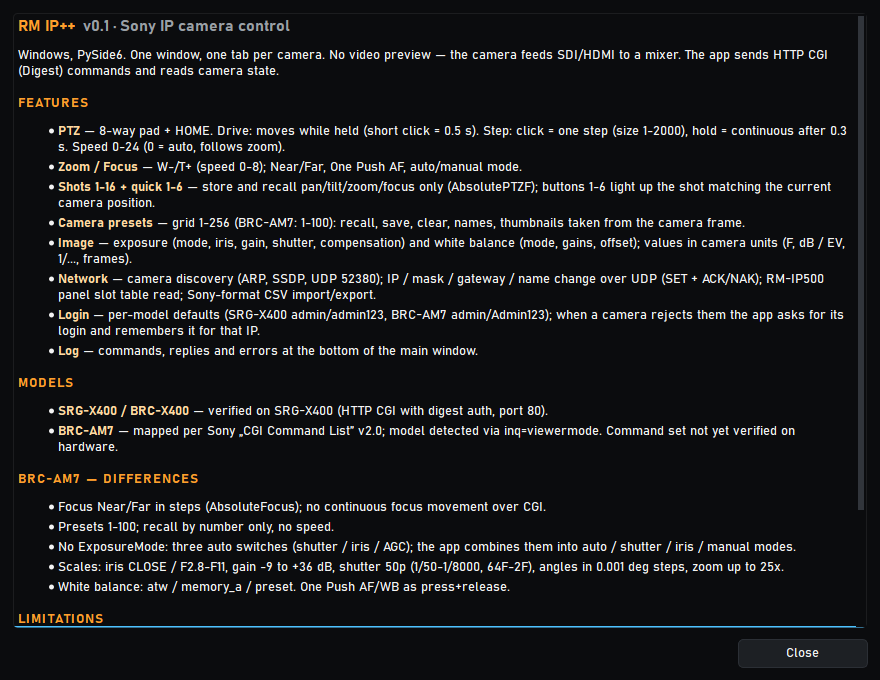 RM IP++ v0.1 · Sony IP camera control
Windows, PySide6. One window, one tab per camera. No video preview — the camera feeds SDI/HDMI to a mixer. The app sends HTTP CGI
(Digest) commands and reads camera state.
FEATURES
• PTZ — 8-way pad + HOME. Drive: moves while held (short click = 0.5 s). Step: click = one step (size 1-2000), hold = continuous after 0.3
s. Speed 0-24 (0 = auto, follows zoom).
• Zoom / Focus — W-/T+ (speed 0-8); Near/Far, One Push AF, auto/manual mode.
• Shots 1-16 + quick 1-6 — store and recall pan/tilt/zoom/focus only (AbsolutePTZF); buttons 1-6 light up the shot matching the current
camera position.
• Camera presets — grid 1-256 (BRC-AM7: 1-100): recall, save, clear, names, thumbnails taken from the camera frame.
• Image — exposure (mode, iris, gain, shutter, compensation) and white balance (mode, gains, offset); values in camera units (F, dB / EV,
1/..., frames).
• Network — camera discovery (ARP, SSDP, UDP 52380); IP / mask / gateway / name change over UDP (SET + ACK/NAK); RM-IP500
panel slot table read; Sony-format CSV import/export.
• Login — per-model defaults (SRG-X400 admin/admin123, BRC-AM7 admin/Admin123); when a camera rejects them the app asks for its
login and remembers it for that IP.
• Log — commands, replies and errors at the bottom of the main window.
MODELS
• SRG-X400 / BRC-X400 — verified on SRG-X400 (HTTP CGI with digest auth, port 80).
• BRC-AM7 — mapped per Sony „CGI Command List” v2.0; model detected via inq=viewermode. Command set not yet verified on
hardware.
BRC-AM7 — DIFFERENCES
• Focus Near/Far in steps (AbsoluteFocus); no continuous focus movement over CGI.
• Presets 1-100; recall by number only, no speed.
• No ExposureMode: three auto switches (shutter / iris / AGC); the app combines them into auto / shutter / iris / manual modes.
• Scales: iris CLOSE / F2.8-F11, gain -9 to +36 dB, shutter 50p (1/50-1/8000, 64F-2F), angles in 0.001 deg steps, zoom up to 25x.
• White balance: atw / memory_a / preset. One Push AF/WB as press+release.
LIMITATIONS
Close